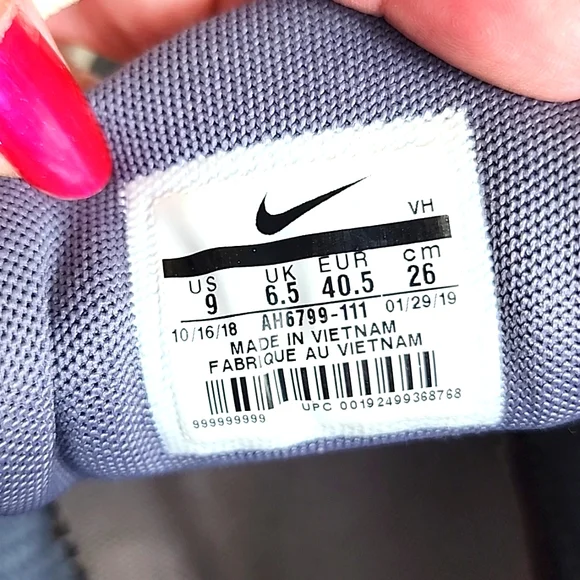 VH
US UK EUR cm
9 6.5 40.5 26
10/16/18 AH6799-111 01/29/19
MADE IN VIETNAM
FABRIQUE AU VIETNAM
999999999 UPC 00192499368768